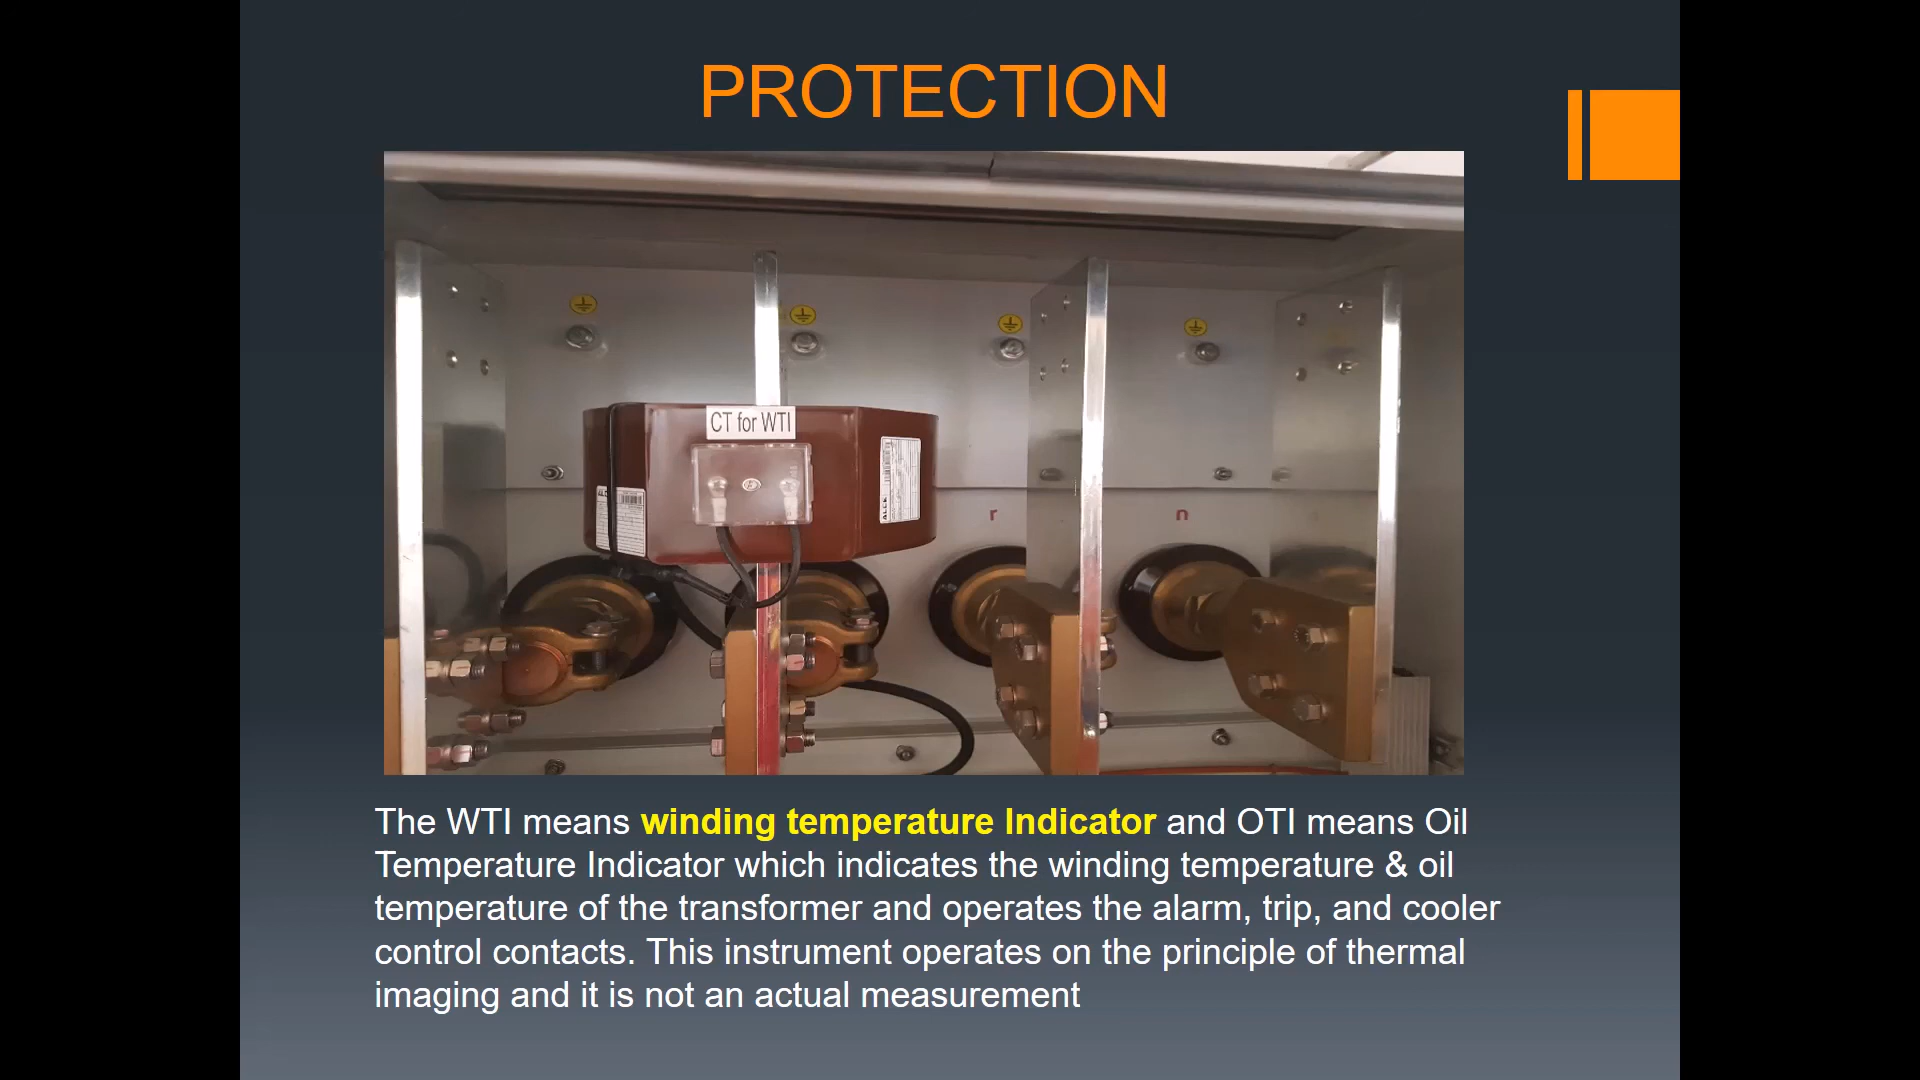 PROTECTION
CT for WTI
ALCE
r
n
The WTI means winding temperature Indicator and OTI means Oil
Temperature Indicator which indicates the winding temperature & oil
temperature of the transformer and operates the alarm, trip, and cooler
control contacts. This instrument operates on the principle of thermal
imaging and it is not an actual measurement